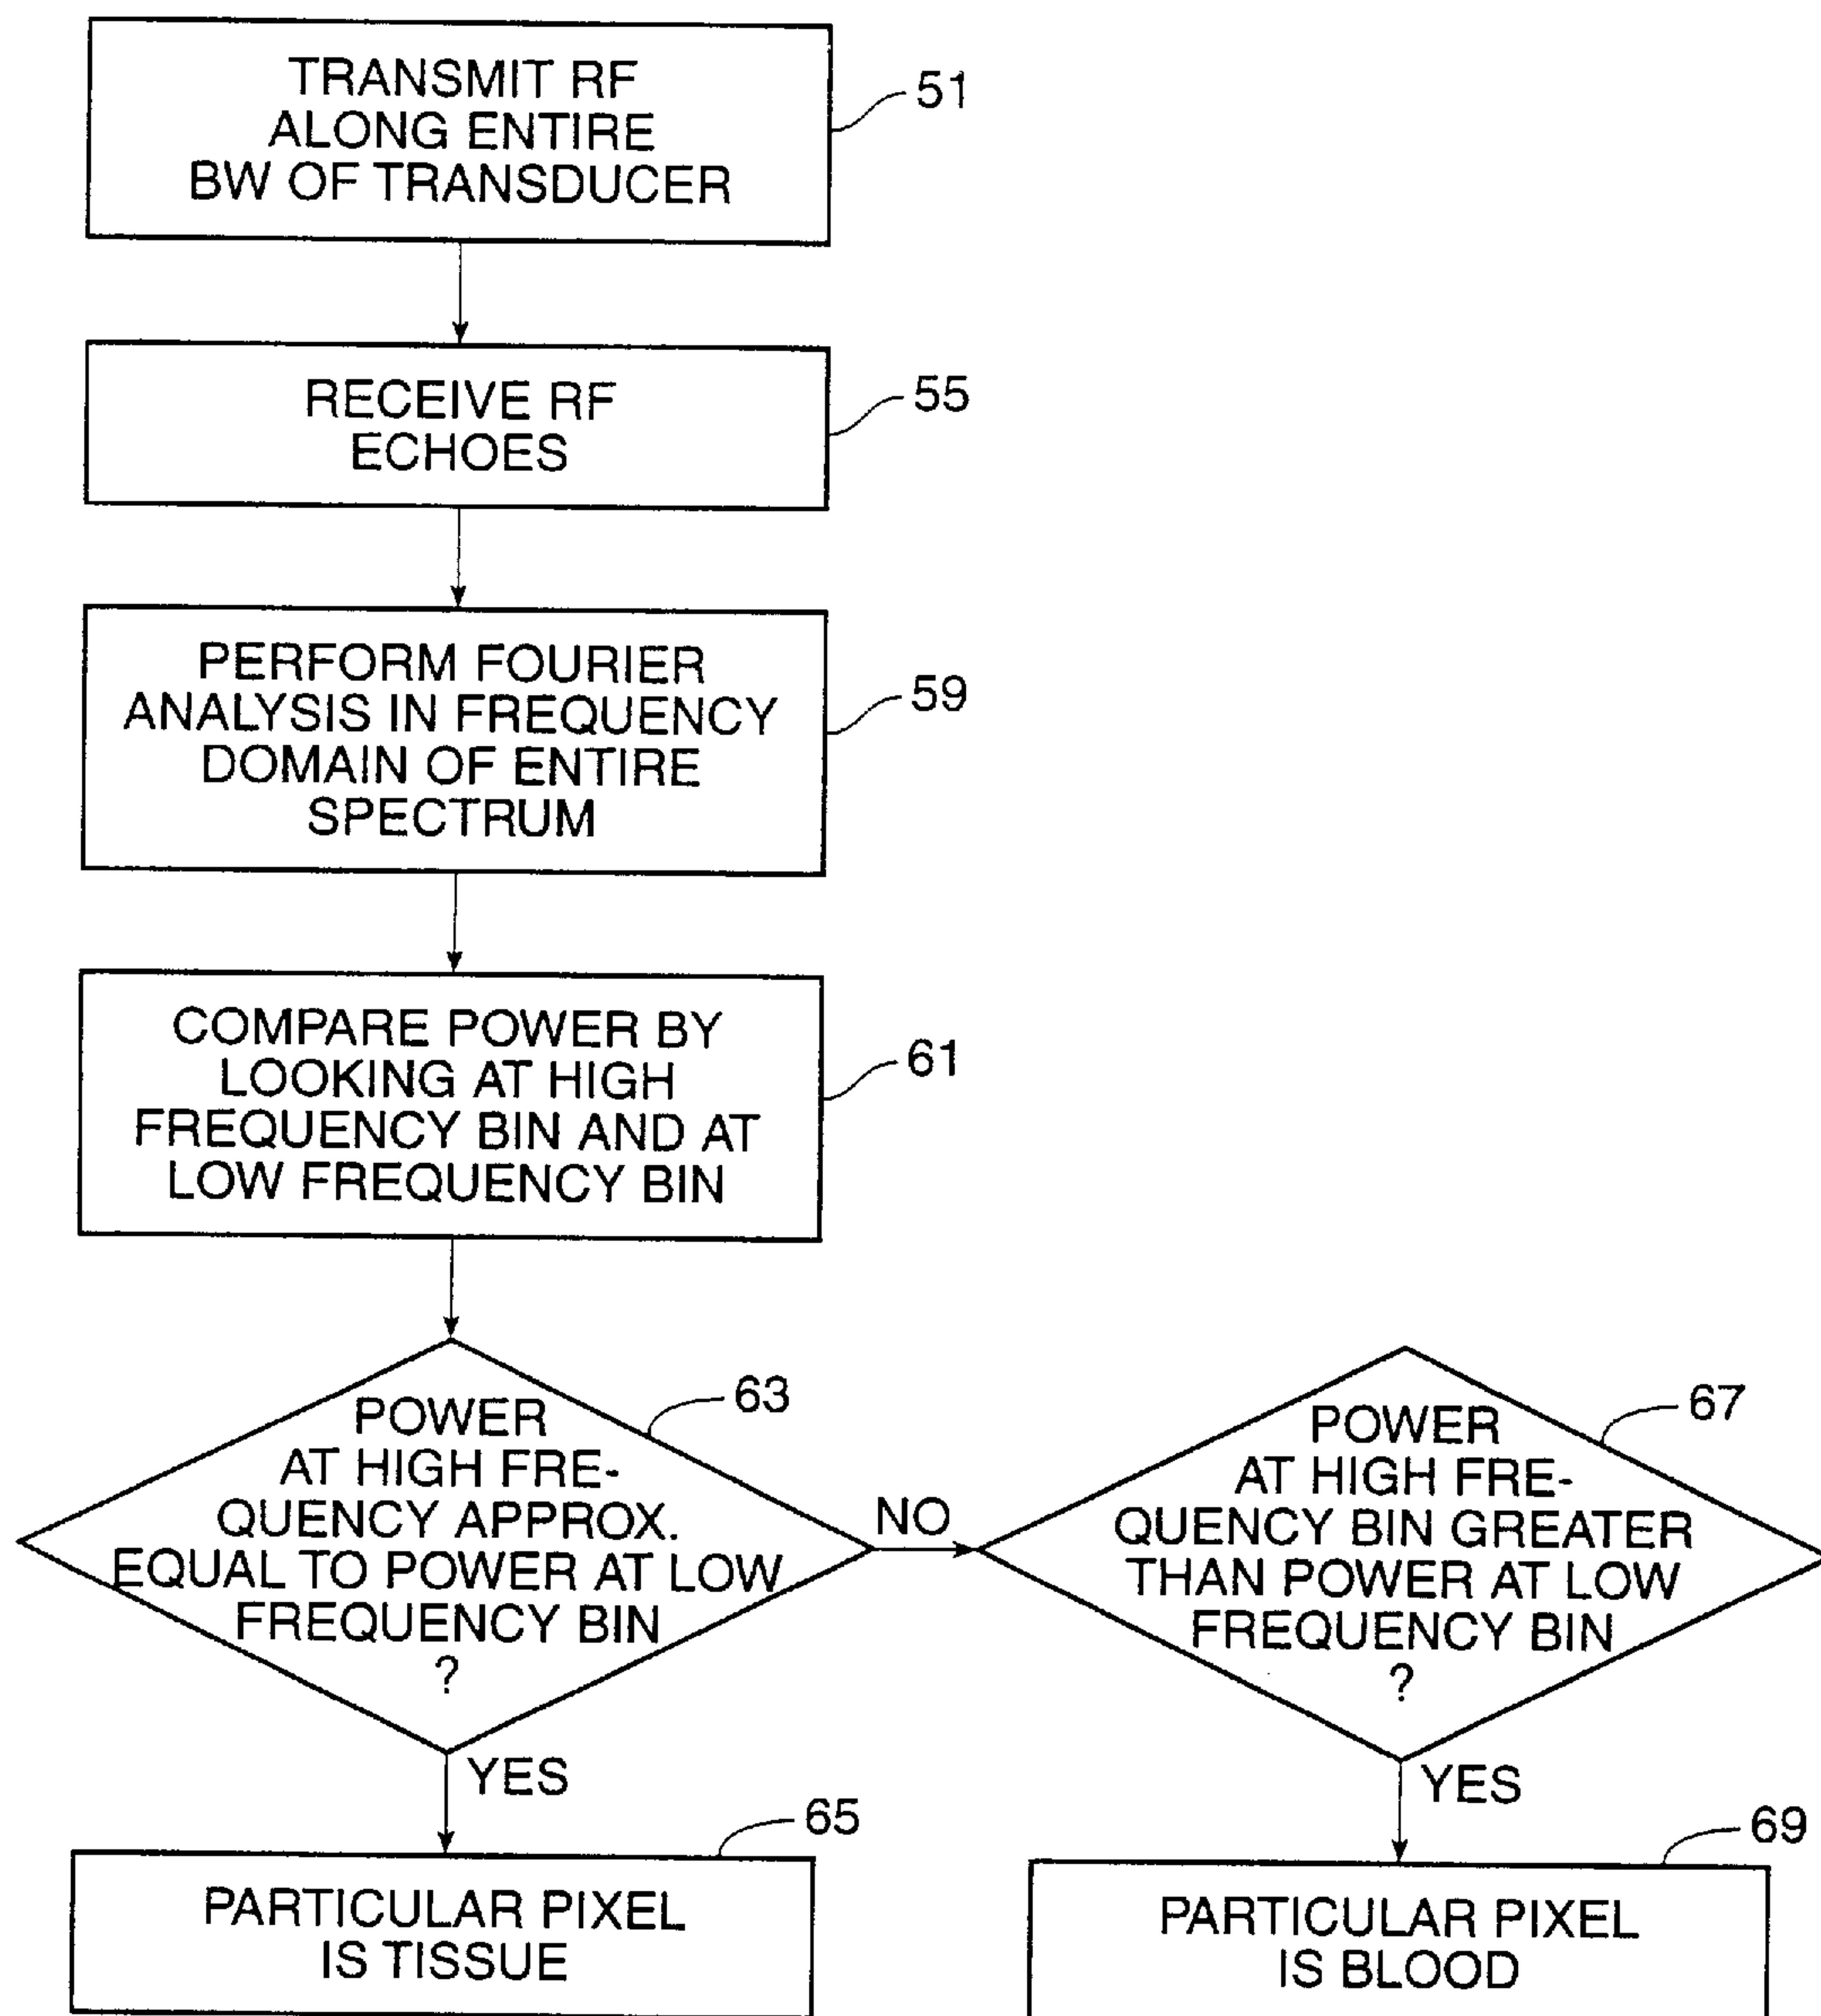 TRANSMIT RF
ALONG ENTIRE
BW OF TRANSDUCER
51
RECEIVE RF
ECHOES
55
PERFORM FOURIER
ANALYSIS IN FREQUENCY
DOMAIN OF ENTIRE
SPECTRUM
59
COMPARE POWER BY
LOOKING AT HIGH
FREQUENCY BIN AND AT
LOW FREQUENCY BIN
61
POWER
AT HIGH FRE-
QUENCY APPROX.
EQUAL TO POWER AT LOW
FREQUENCY BIN
?
63
NO
POWER
AT HIGH FRE-
QUENCY BIN GREATER
THAN POWER AT LOW
FREQUENCY BIN
?
67
YES
YES
PARTICULAR PIXEL
IS TISSUE
65
PARTICULAR PIXEL
IS BLOOD
69